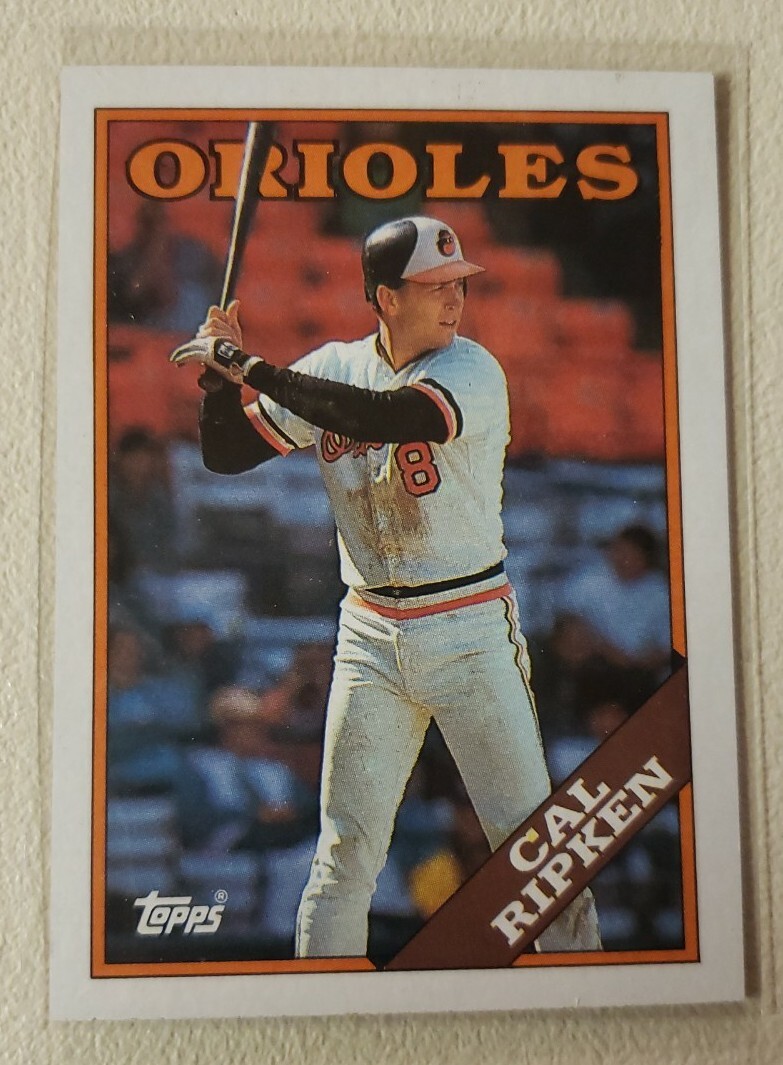 ORIOLES
8
CAL
RIPKEN
Topps®